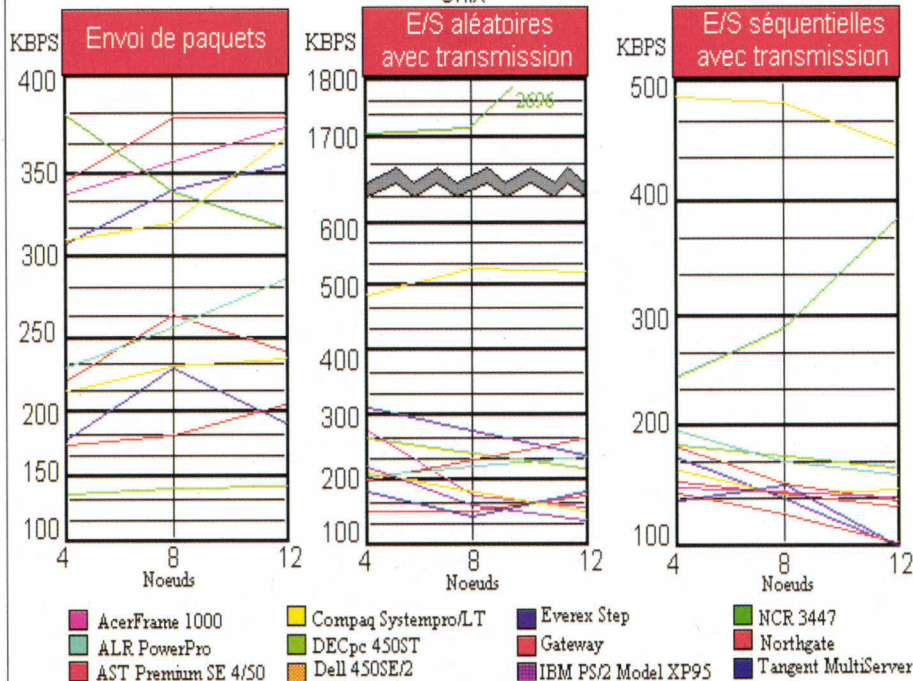 UNIX
KBPS
Envoi de paquets
400
350
300
250
200
150
100
4
8
12
Noeuds
KBPS
E/S aléatoires
avec transmission
1800
2696
1700
600
500
400
300
200
100
4
8
12
Noeuds
KBPS
E/S séquentielles
avec transmission
500
400
300
200
100
4
8
12
Noeuds
AcerFrame 1000
ALR PowerPro
AST Premium SE 4/50
Compaq Systempro/LT
DECpc 450ST
Dell 450SE/2
Everex Step
Gateway
IBM PS/2 Model XP95
NCR 3447
Northgate
Tangent MultiServer